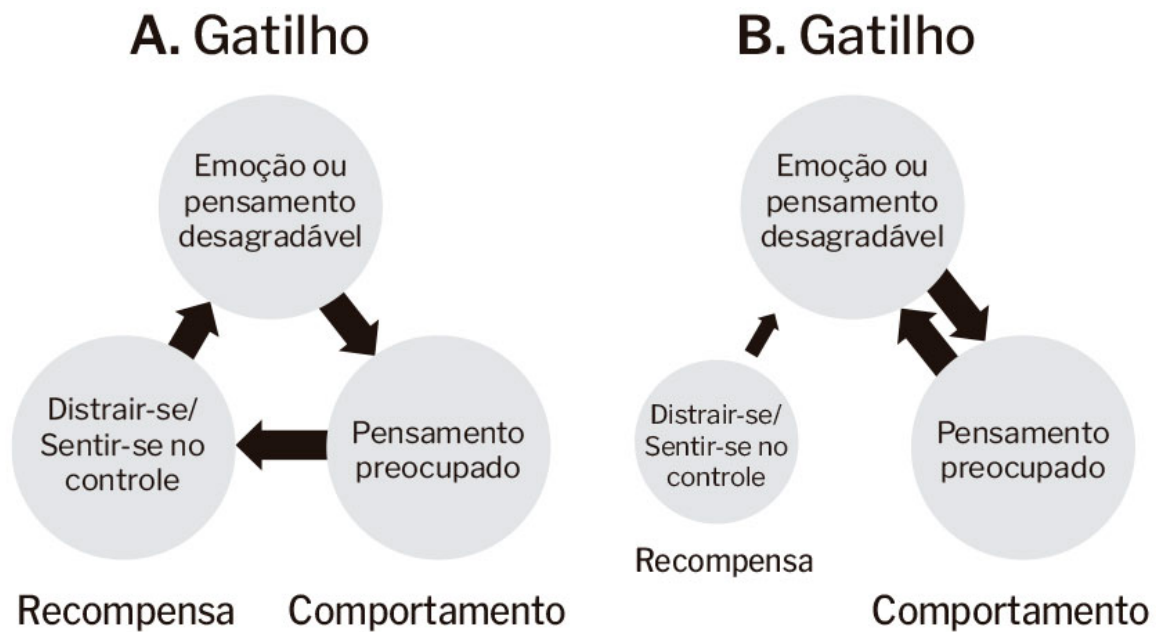 A. Gatilho
Emoção ou
pensamento
desagradável
Distrair-se/
Sentir-se no
controle
Pensamento
preocupado
Recompensa
Comportamento
B. Gatilho
Emoção ou
pensamento
desagradável
Distrair-se/
Sentir-se no
controle
Pensamento
preocupado
Recompensa
Comportamento